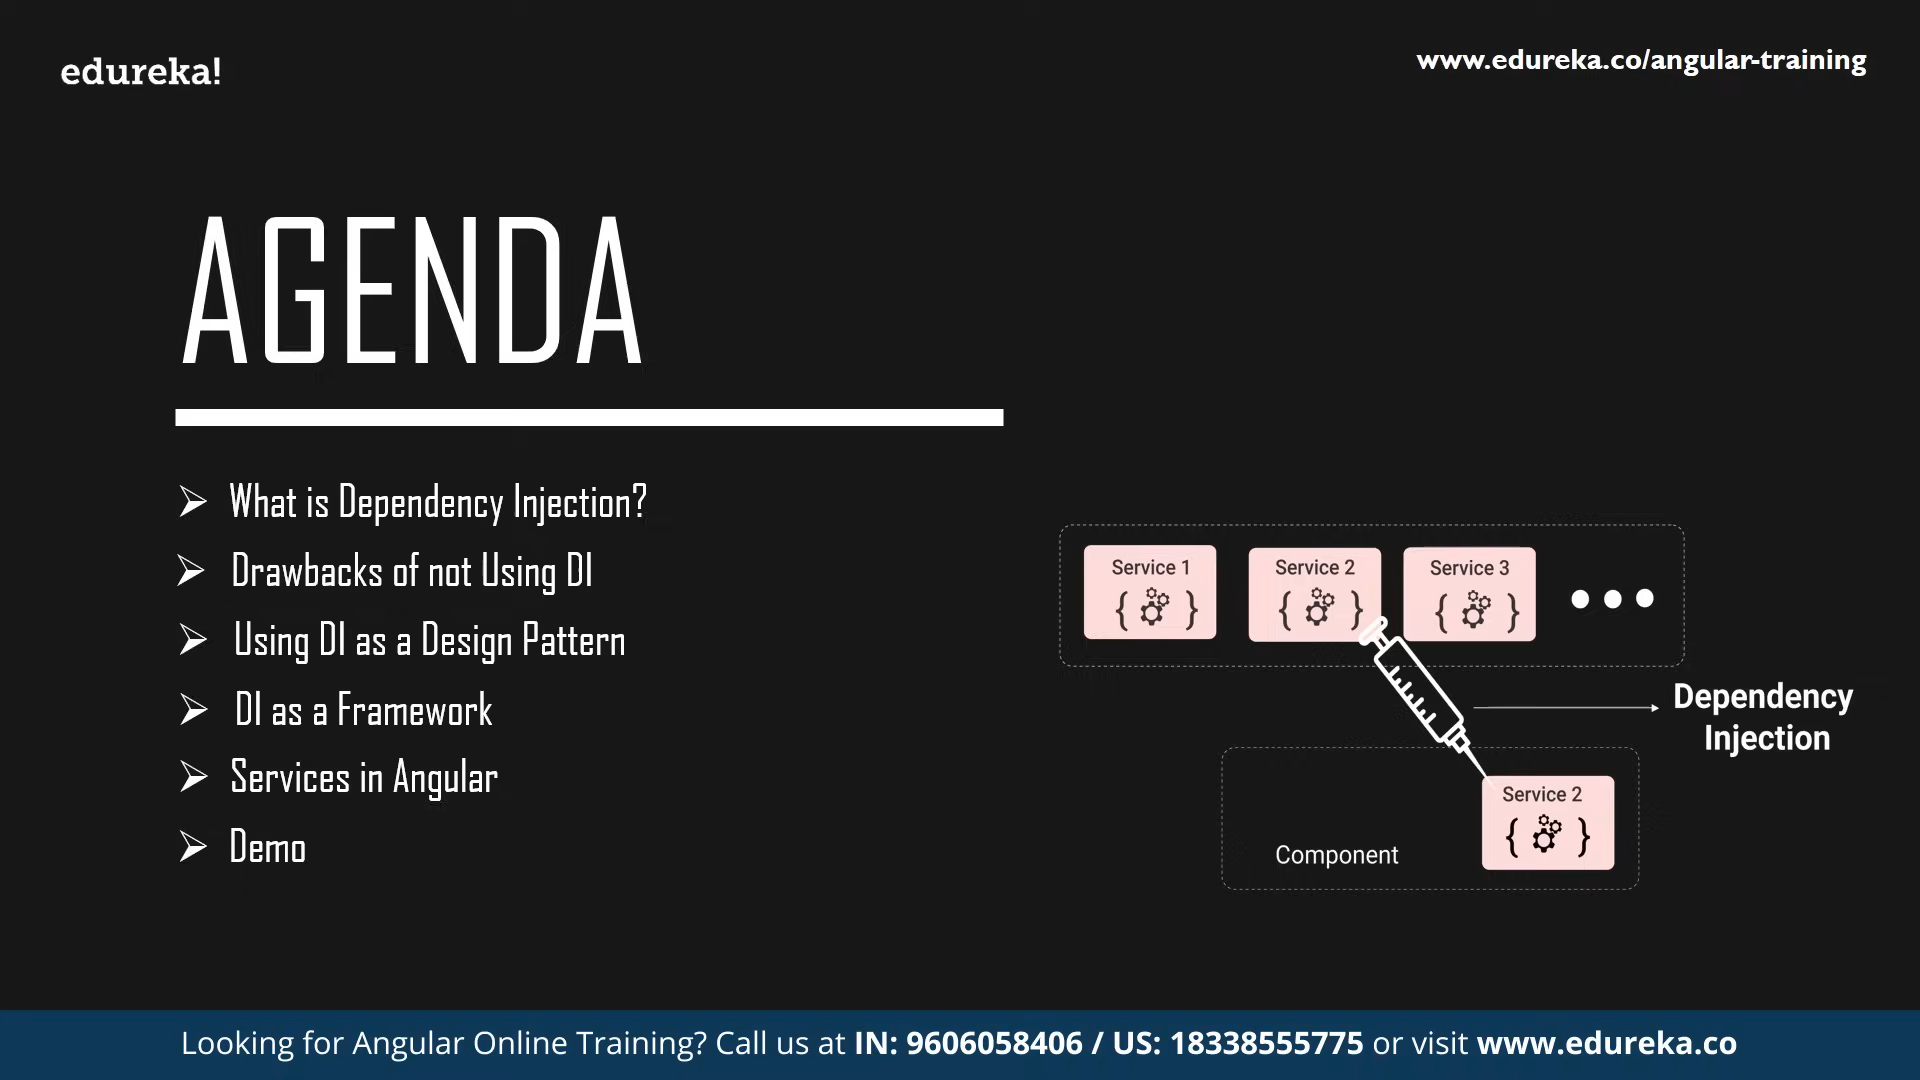 edureka!
www.edureka.co/angular-training
AGENDA
What is Dependency Injection?
Drawbacks of not Using DI
Using DI as a Design Pattern
DI as a Framework
Services in Angular
Demo
Service 1
Service 2
Service 3
Dependency
Injection
Service 2
Component
Looking for Angular Online Training? Call us at IN: 9606058406 / US: 18338555775 or visit www.edureka.co